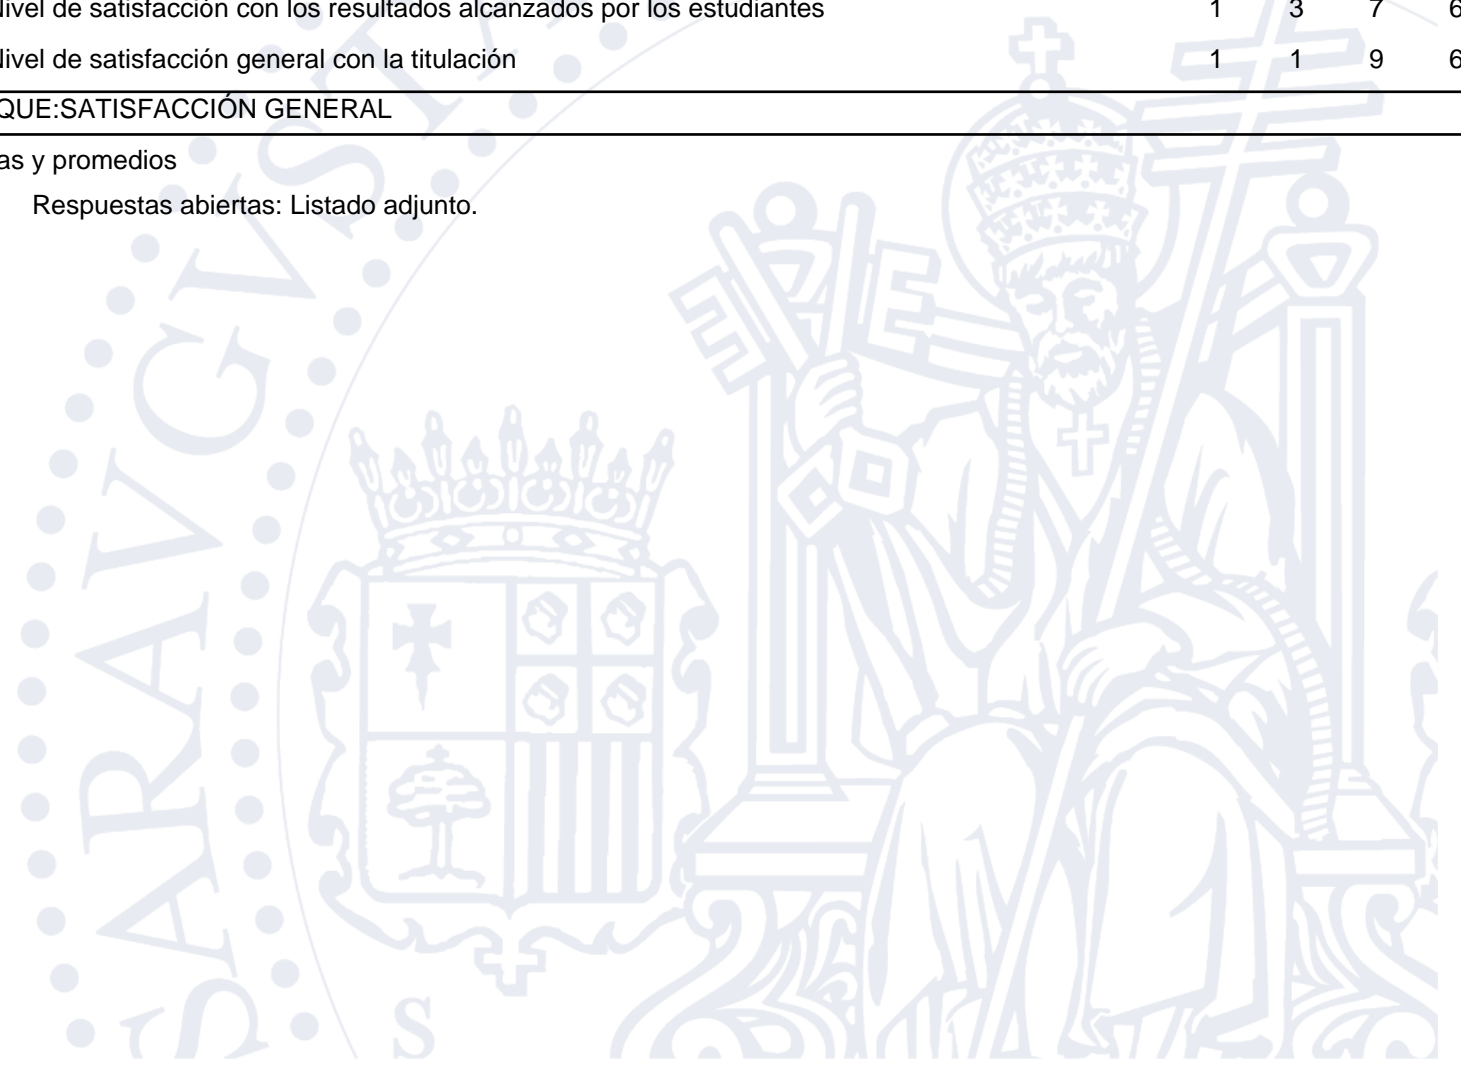 Nivel de satisfacción con los resultados alcanzados por los estudiantes 1 3 7 6
Nivel de satisfacción general con la titulación 1 1 9 6
QUE:SATISFACCIÓN GENERAL
as y promedios
Respuestas abiertas: Listado adjunto.
SARAVGVSTA
S